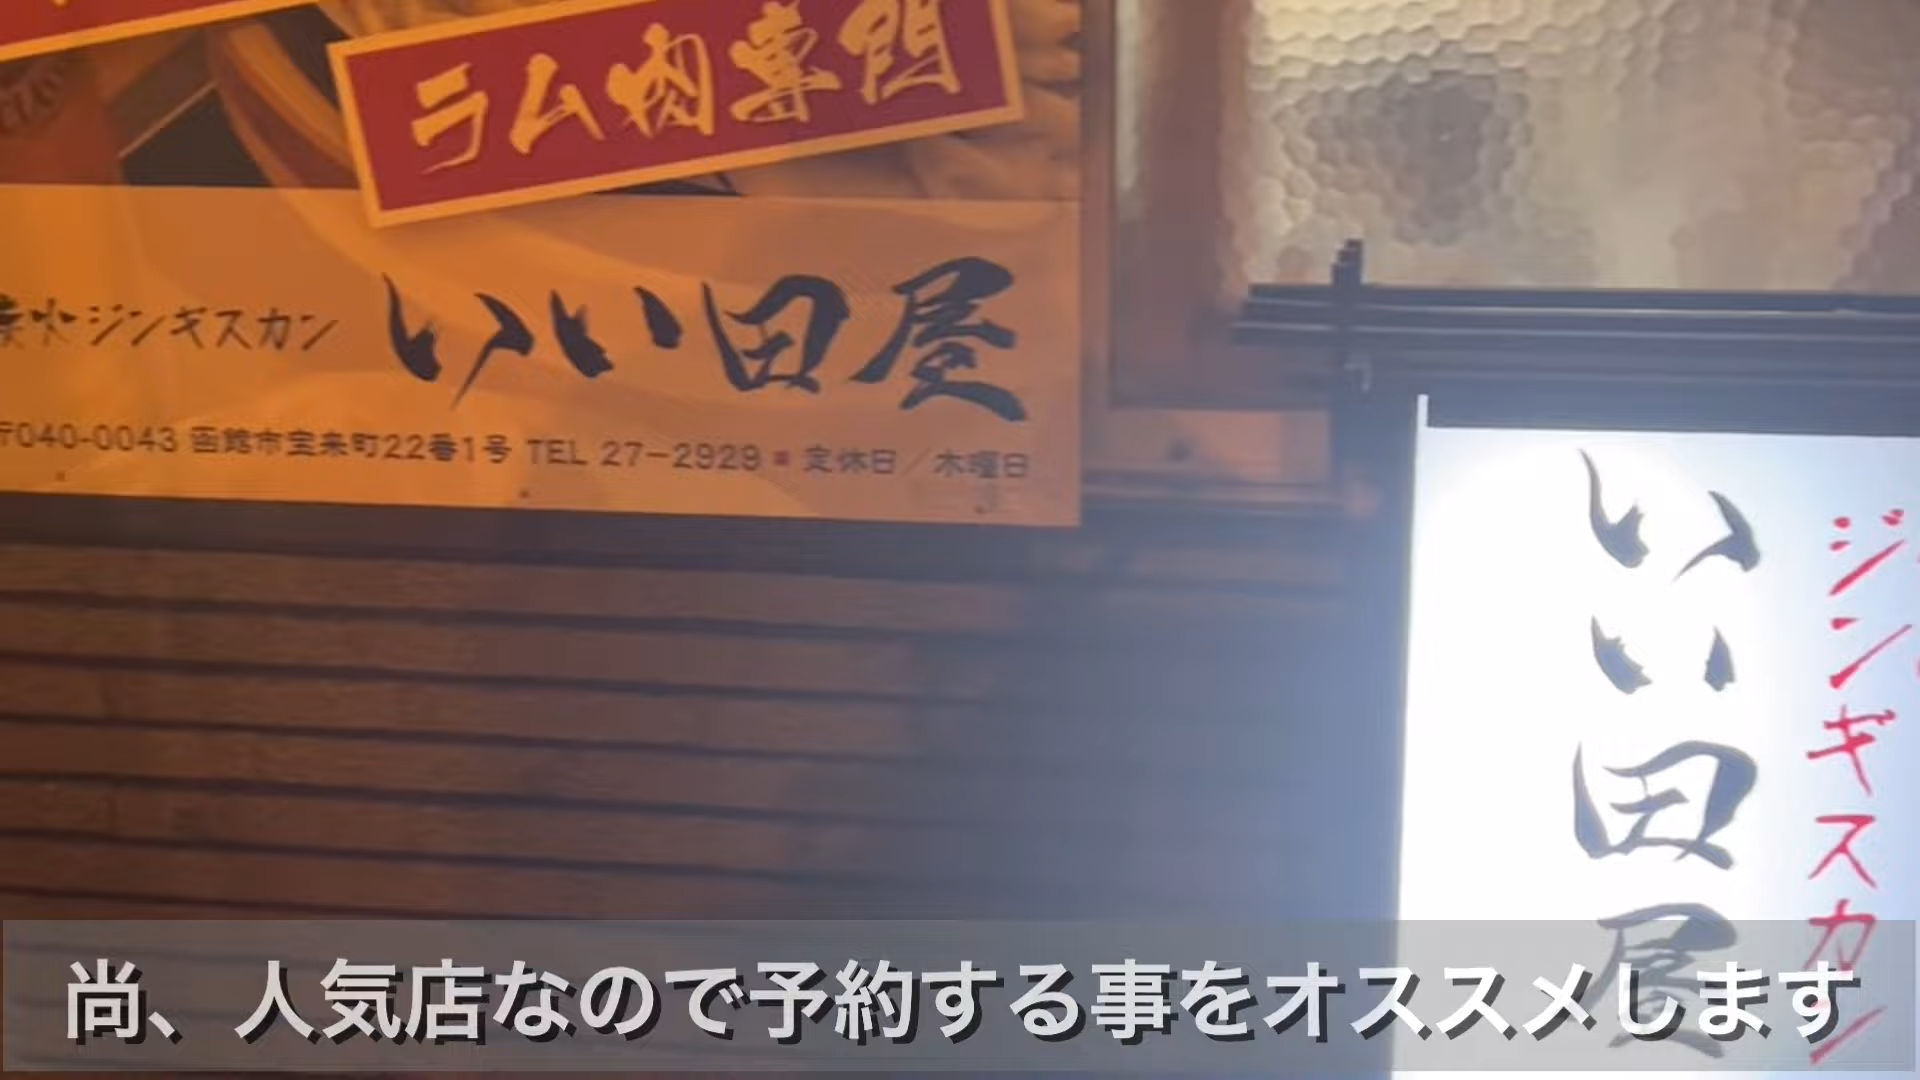 ラム肉専門
炭火ジンギスカン いい田屋
〒040-0043 函館市宝来町22番1号 TEL 27-2929 ■ 定休日／木曜日
いい田屋
ジンギスカン
尚、人気店なので予約する事をオススメします